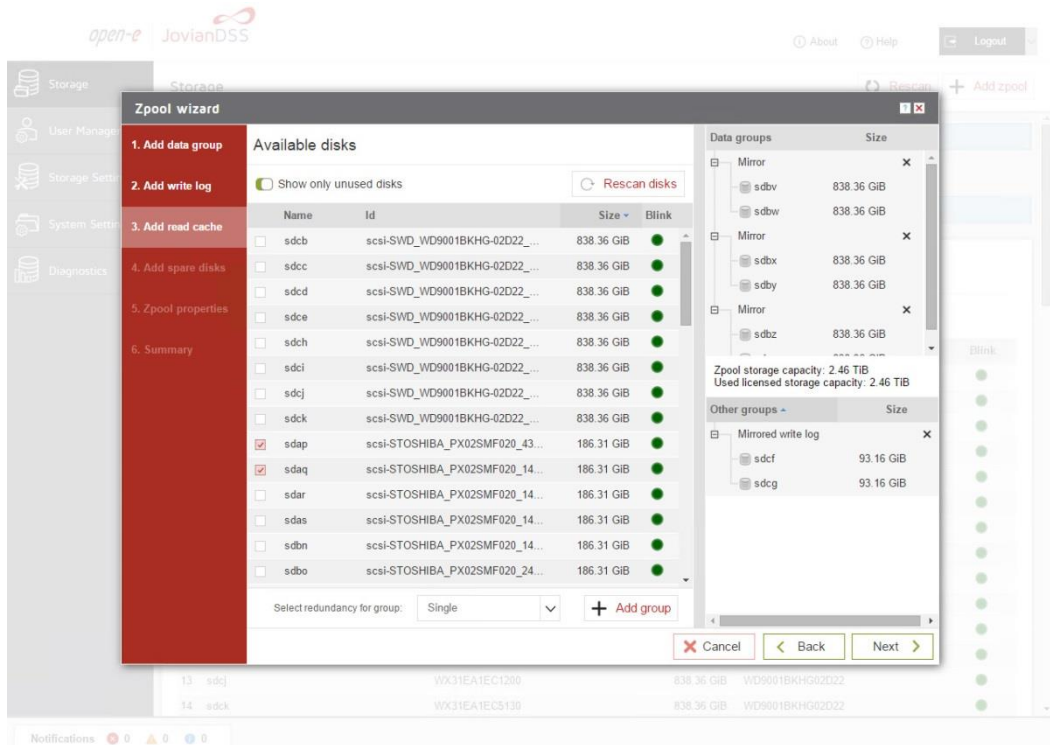 open-e JovianDSS
About Help Logout
Storage
User Manage
Storage Settin
System Settin
Diagnostics
Storage Rescan Add zpool
Zpool wizard
1. Add data group
2. Add write log
3. Add read cache
4. Add spare disks
5. Zpool properties
6. Summary
Available disks
Show only unused disks Rescan disks
Name Id Size Blink
sdcb scsi-SWD_WD9001BKHG-02D22_... 838.36 GiB
sdcc scsi-SWD_WD9001BKHG-02D22_... 838.36 GiB
sdcd scsi-SWD_WD9001BKHG-02D22_... 838.36 GiB
sdce scsi-SWD_WD9001BKHG-02D22_... 838.36 GiB
sdch scsi-SWD_WD9001BKHG-02D22_... 838.36 GiB
sdci scsi-SWD_WD9001BKHG-02D22_... 838.36 GiB
sdcj scsi-SWD_WD9001BKHG-02D22_... 838.36 GiB
sdck scsi-SWD_WD9001BKHG-02D22_... 838.36 GiB
sdap scsi-STOSHIBA_PX02SMF020_43... 186.31 GiB
sdaq scsi-STOSHIBA_PX02SMF020_14... 186.31 GiB
sdar scsi-STOSHIBA_PX02SMF020_14... 186.31 GiB
sdas scsi-STOSHIBA_PX02SMF020_14... 186.31 GiB
sdbn scsi-STOSHIBA_PX02SMF020_14... 186.31 GiB
sdbo scsi-STOSHIBA_PX02SMF020_24... 186.31 GiB
Select redundancy for group: Single Add group
Data groups Size
Mirror
sdbv 838.36 GiB
sdbw 838.36 GiB
Mirror
sdbx 838.36 GiB
sdby 838.36 GiB
Mirror
sdbz 838.36 GiB
Zpool storage capacity: 2.46 TiB
Used licensed storage capacity: 2.46 TiB
Other groups Size
Mirrored write log
sdcf 93.16 GiB
sdcg 93.16 GiB
Cancel Back Next
Blink
13 sdcj WX31EA1EC1200 838.36 GiB WD9001BKHG02D22
14 sdck WX31EA1EC5130 838.36 GiB WD9001BKHG02D22
Notifications 0 0 0